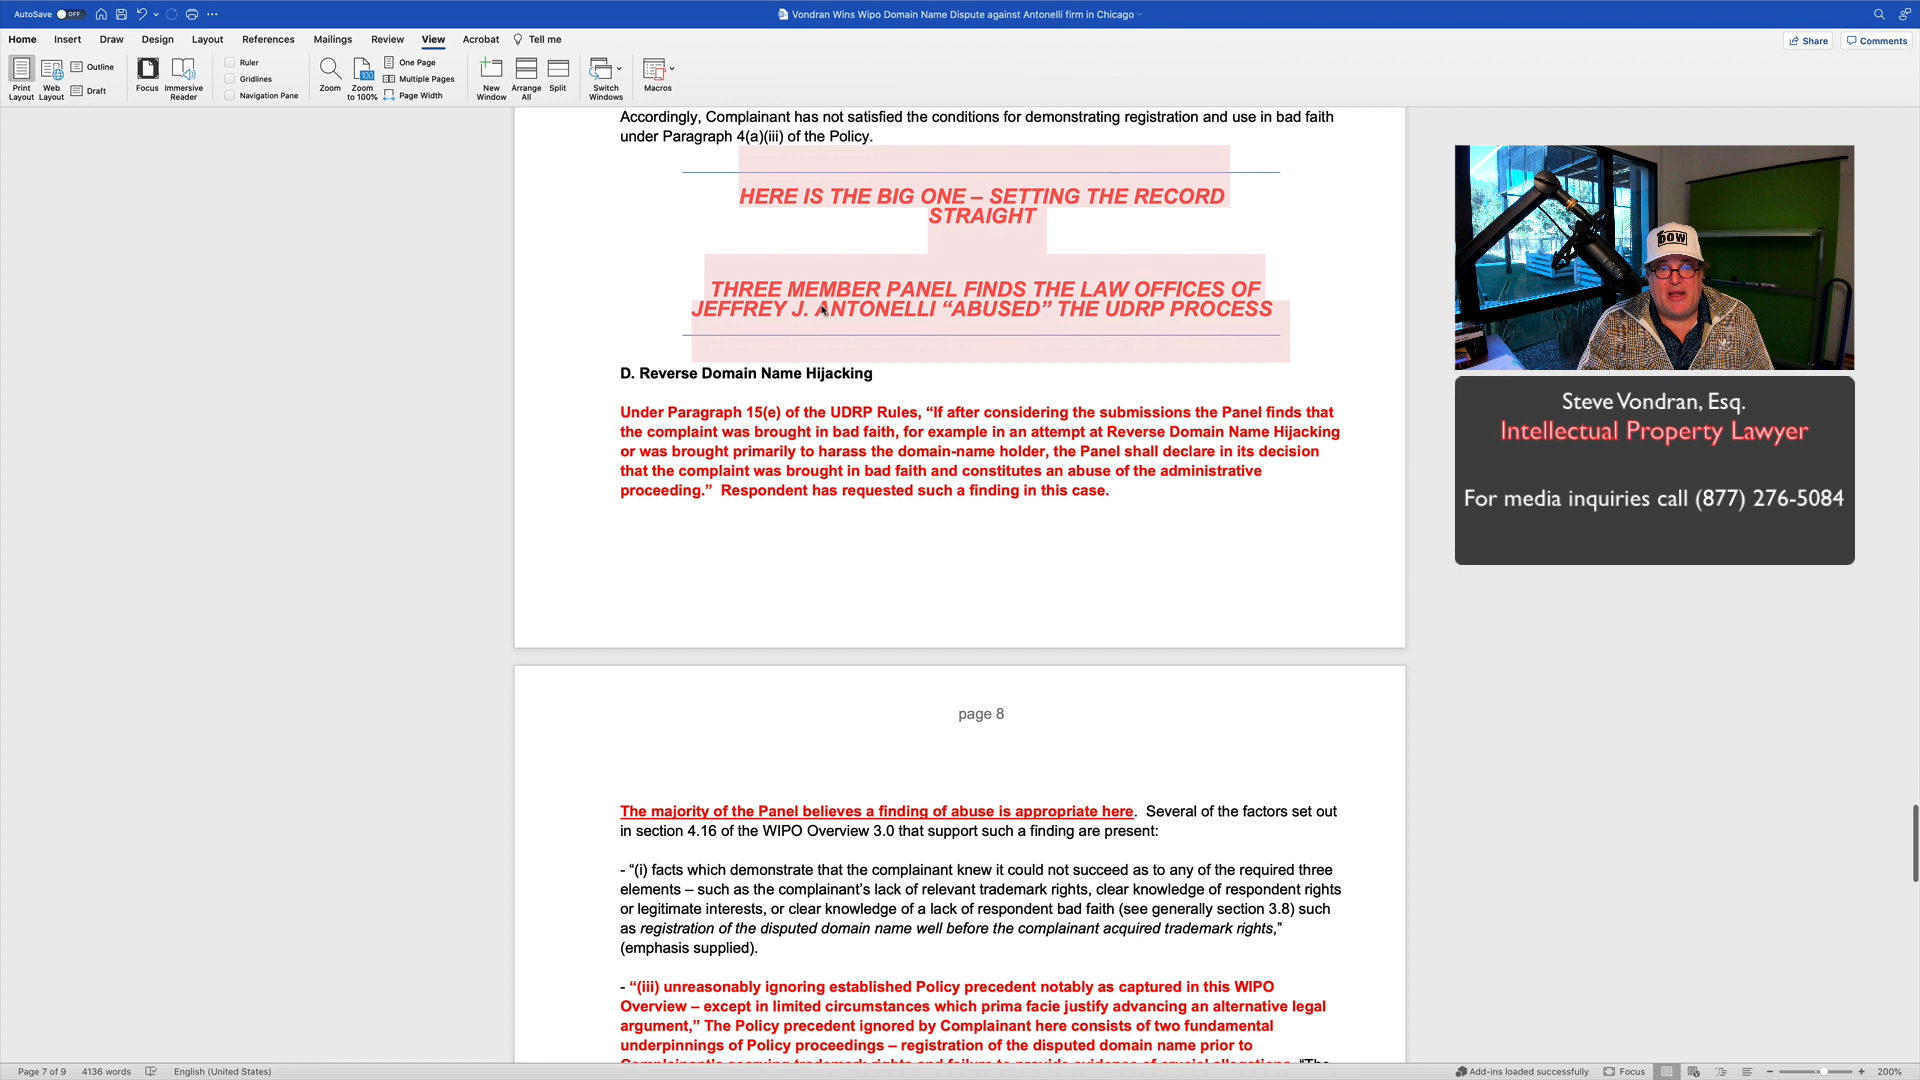 AutoSave OFF
Vondran Wins Wipo Domain Name Dispute against Antonelli firm in Chicago
Home Insert Draw Design Layout References Mailings Review View Acrobat Tell me
Share Comments
Print Layout
Web Layout
Outline
Draft
Focus
Immersive Reader
Ruler
Gridlines
Navigation Pane
Zoom
100
Zoom to 100%
One Page
Multiple Pages
Page Width
New Window
Arrange All
Split
Switch Windows
Macros
Accordingly, Complainant has not satisfied the conditions for demonstrating registration and use in bad faith
under Paragraph 4(a)(iii) of the Policy.
HERE IS THE BIG ONE – SETTING THE RECORD
STRAIGHT
THREE MEMBER PANEL FINDS THE LAW OFFICES OF
JEFFREY J. ANTONELLI “ABUSED” THE UDRP PROCESS
D. Reverse Domain Name Hijacking
Under Paragraph 15(e) of the UDRP Rules, “If after considering the submissions the Panel finds that
the complaint was brought in bad faith, for example in an attempt at Reverse Domain Name Hijacking
or was brought primarily to harass the domain-name holder, the Panel shall declare in its decision
that the complaint was brought in bad faith and constitutes an abuse of the administrative
proceeding.”  Respondent has requested such a finding in this case.
page 8
The majority of the Panel believes a finding of abuse is appropriate here.  Several of the factors set out
in section 4.16 of the WIPO Overview 3.0 that support such a finding are present:
- “(i) facts which demonstrate that the complainant knew it could not succeed as to any of the required three
elements – such as the complainant’s lack of relevant trademark rights, clear knowledge of respondent rights
or legitimate interests, or clear knowledge of a lack of respondent bad faith (see generally section 3.8) such
as registration of the disputed domain name well before the complainant acquired trademark rights,”
(emphasis supplied).
- “(iii) unreasonably ignoring established Policy precedent notably as captured in this WIPO
Overview – except in limited circumstances which prima facie justify advancing an alternative legal
argument,” The Policy precedent ignored by Complainant here consists of two fundamental
underpinnings of Policy proceedings – registration of the disputed domain name prior to
Complainant’s accruing trademark rights and failure to provide evidence of crucial allegations. “The
DOW
Steve Vondran, Esq.
Intellectual Property Lawyer
For media inquiries call (877) 276-5084
Page 7 of 9 4136 words English (United States)
Add-ins loaded successfully Focus 200%